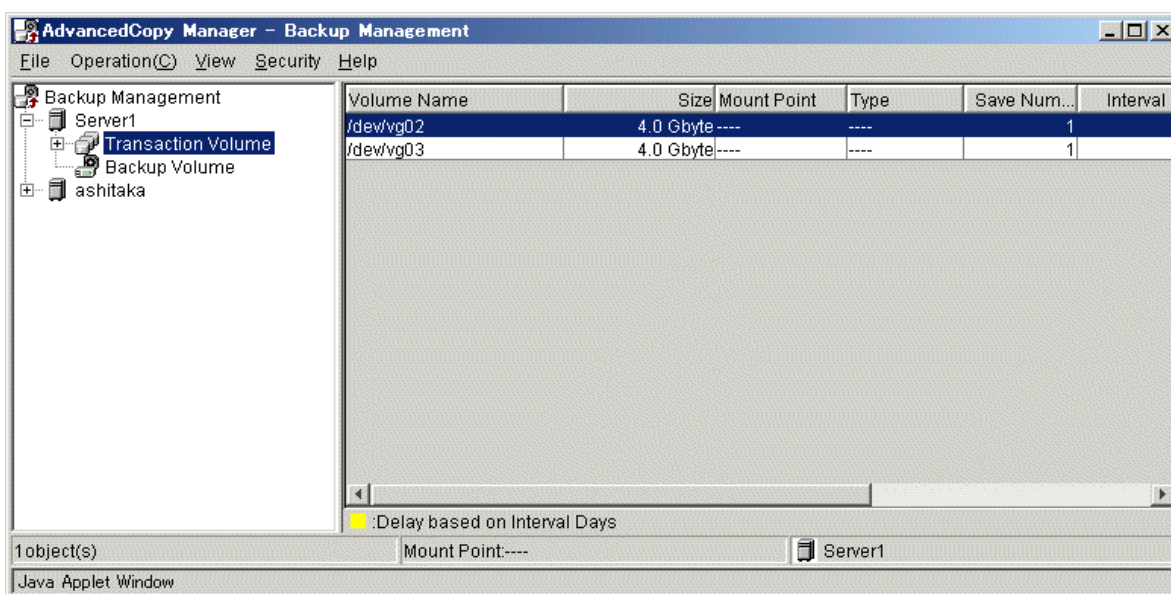 AdvancedCopy Manager - Backup Management
File Operation(C) View Security Help
Backup Management
Server1
Transaction Volume
Backup Volume
ashitaka
Volume Name Size Mount Point Type Save Num... Interval
/dev/vg02 4.0 Gbyte ---- ---- 1
/dev/vg03 4.0 Gbyte ---- ---- 1
:Delay based on Interval Days
1object(s) Mount Point:---- Server1
Java Applet Window